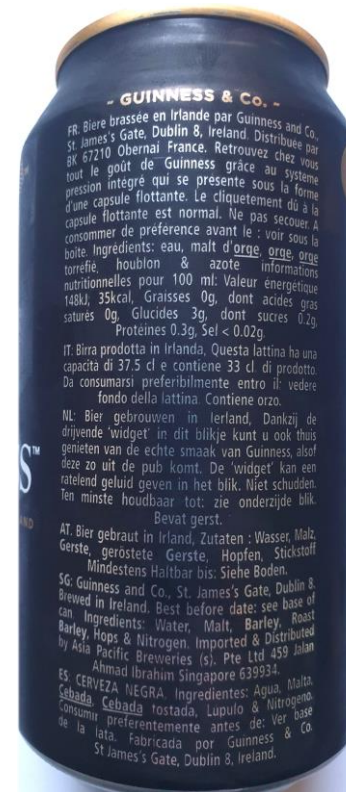 - GUINNESS & Co. -
FR: Biere brassée en Irlande par Guinness and Co.,
St. James's Gate, Dublin 8, Ireland. Distribuée par
BK 67210 Obernai France. Retrouvez chez vous
tout le goût de Guinness grâce au système
pression intégré qui se présente sous la forme
d'une capsule flottante. Le cliquetement dû à la
capsule flottante est normal. Ne pas secouer. A
consommer de préférence avant le : voir sous la
boîte. Ingrédients: eau, malt d'orge, orge, orge
torréfié, houblon & azote informations
nutritionnelles pour 100 ml: Valeur énergétique
148kJ, 35kcal, Graisses 0g, dont acides gras
saturés 0g, Glucides 3g, dont sucres 0.2g,
Protéines 0.3g, Sel < 0.02g.
IT: Birra prodotta in Irlanda, Questa lattina ha una
capacità di 37.5 cl e contiene 33 cl di prodotto.
Da consumarsi preferibilmente entro il: vedere
fondo della lattina. Contiene orzo.
NL: Bier gebrouwen in Ierland, Dankzij de
drijvende 'widget' in dit blikje kunt u ook thuis
genieten van de echte smaak van Guinness, alsof
deze zo uit de pub komt. De 'widget' kan een
ratelend geluid geven in het blik. Niet schudden.
Ten minste houdbaar tot: zie onderzijde blik.
Bevat gerst.
AT. Bier gebraut in Irland, Zutaten : Wasser, Malz,
Gerste, geröstete Gerste, Hopfen, Stickstoff
Mindestens Haltbar bis: Siehe Boden.
SG: Guinness and Co., St. James's Gate, Dublin 8.
Brewed in Ireland. Best before date: see base of
can. Ingredients: Water, Malt, Barley, Roast
Barley, Hops & Nitrogen. Imported & Distributed
by Asia Pacific Breweries (s). Pte Ltd 459 Jalan
Ahmad Ibrahim Singapore 639934.
ES. CERVEZA NEGRA. Ingredientes: Agua, Malta,
Cebada, Cebada tostada, Lupulo & Nitrogeno.
Consumir preferentemente antes de: Ver base
de la lata. Fabricada por Guinness & Co.
St James's Gate, Dublin 8, Ireland.
S™
AND